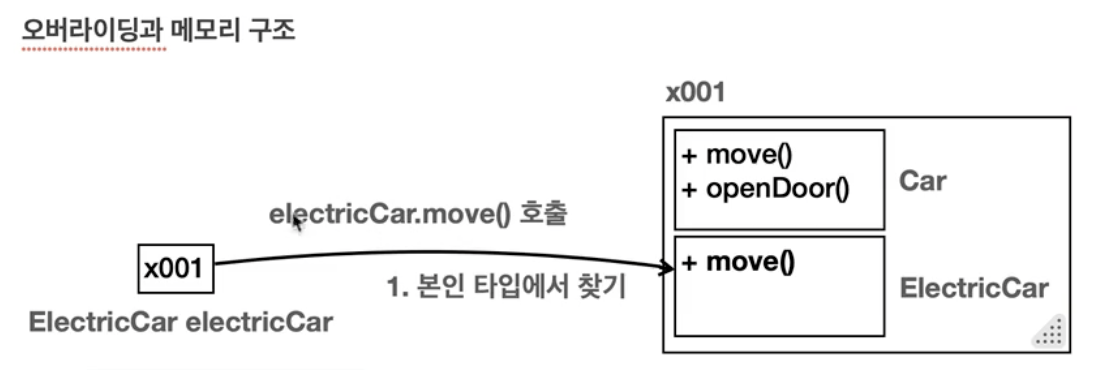 오버라이딩과 메모리 구조
x001
+ move()
+ openDoor()
Car
electricCar.move() 호출
x001
1. 본인 타입에서 찾기
+ move()
ElectricCar
ElectricCar electricCar